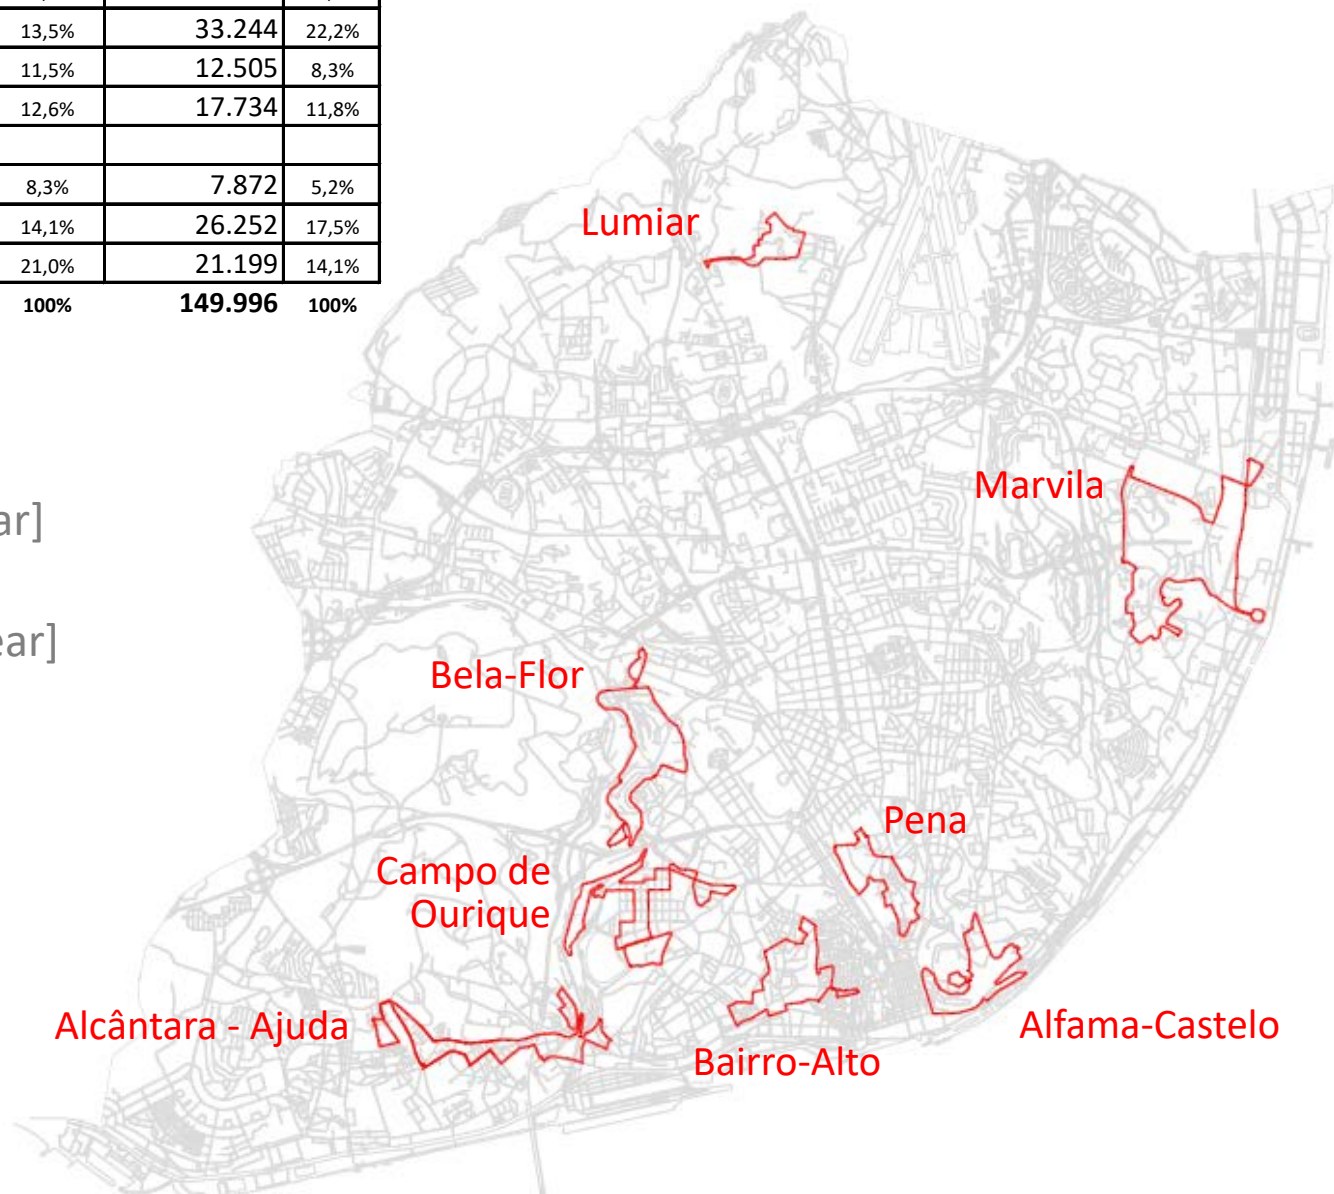 13,5% 33.244 22,2%
11,5% 12.505 8,3%
12,6% 17.734 11,8%
8,3% 7.872 5,2%
14,1% 26.252 17,5%
21,0% 21.199 14,1%
100% 149.996 100%
Lumiar
Marvila
ar]
ear]
Bela-Flor
Pena
Campo de
Ourique
Alcântara - Ajuda
Alfama-Castelo
Bairro-Alto